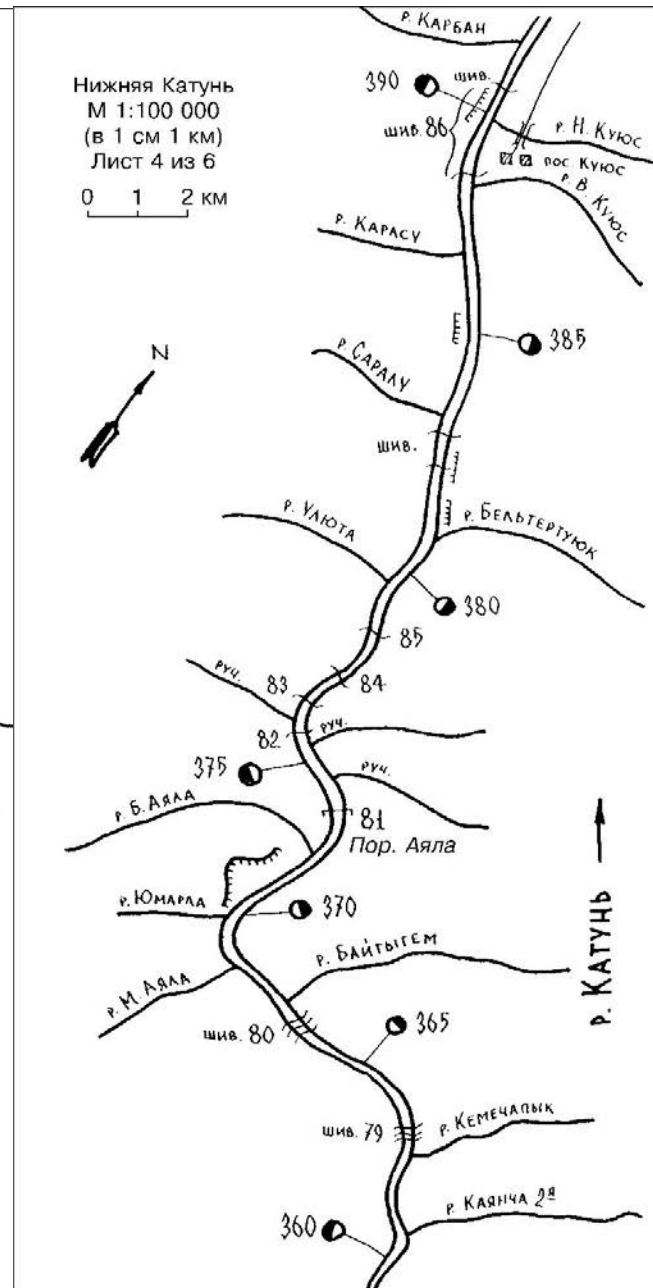 р. Карбан
Нижняя Катунь
М 1:100 000
(в 1 см 1 км)
Лист 4 из 6
0 1 2 км
390
шив.
шив. 86
р. Н. Куюс
пос. Куюс
р. В. Куюс
р. Карасу
385
р. Саралу
N
шив.
р. Улюта
р. Бельтертуюк
380
85
руч.
83
84
82
руч.
375
руч.
р. Б. Аяла
81
Пор. Аяла
р. Юмарла
370
р. Катунь
р. Байтыгем
р. М. Аяла
шив. 80
365
шив. 79
р. Кемечапык
р. Каянча 2я
360